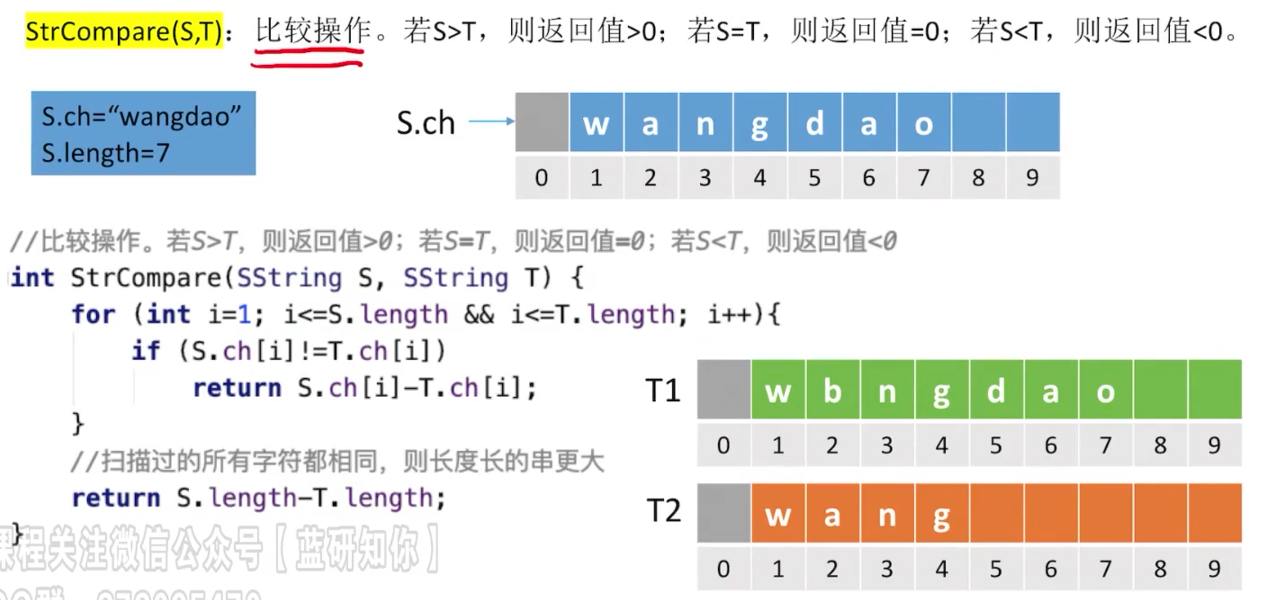 StrCompare(S,T)：比较操作。若S>T，则返回值>0；若S=T，则返回值=0；若S<T，则返回值<0。
S.ch=“wangdao”
S.length=7
S.ch
w a n g d a o
0 1 2 3 4 5 6 7 8 9
//比较操作。若S>T，则返回值>0；若S=T，则返回值=0；若S<T，则返回值<0
int StrCompare(SString S, SString T) {
for (int i=1; i<=S.length && i<=T.length; i++){
if (S.ch[i]!=T.ch[i])
return S.ch[i]-T.ch[i];
}
//扫描过的所有字符都相同，则长度长的串更大
return S.length-T.length;
}
T1
w b n g d a o
0 1 2 3 4 5 6 7 8 9
T2
w a n g
0 1 2 3 4 5 6 7 8 9
课程关注微信公众号【蓝研知你】